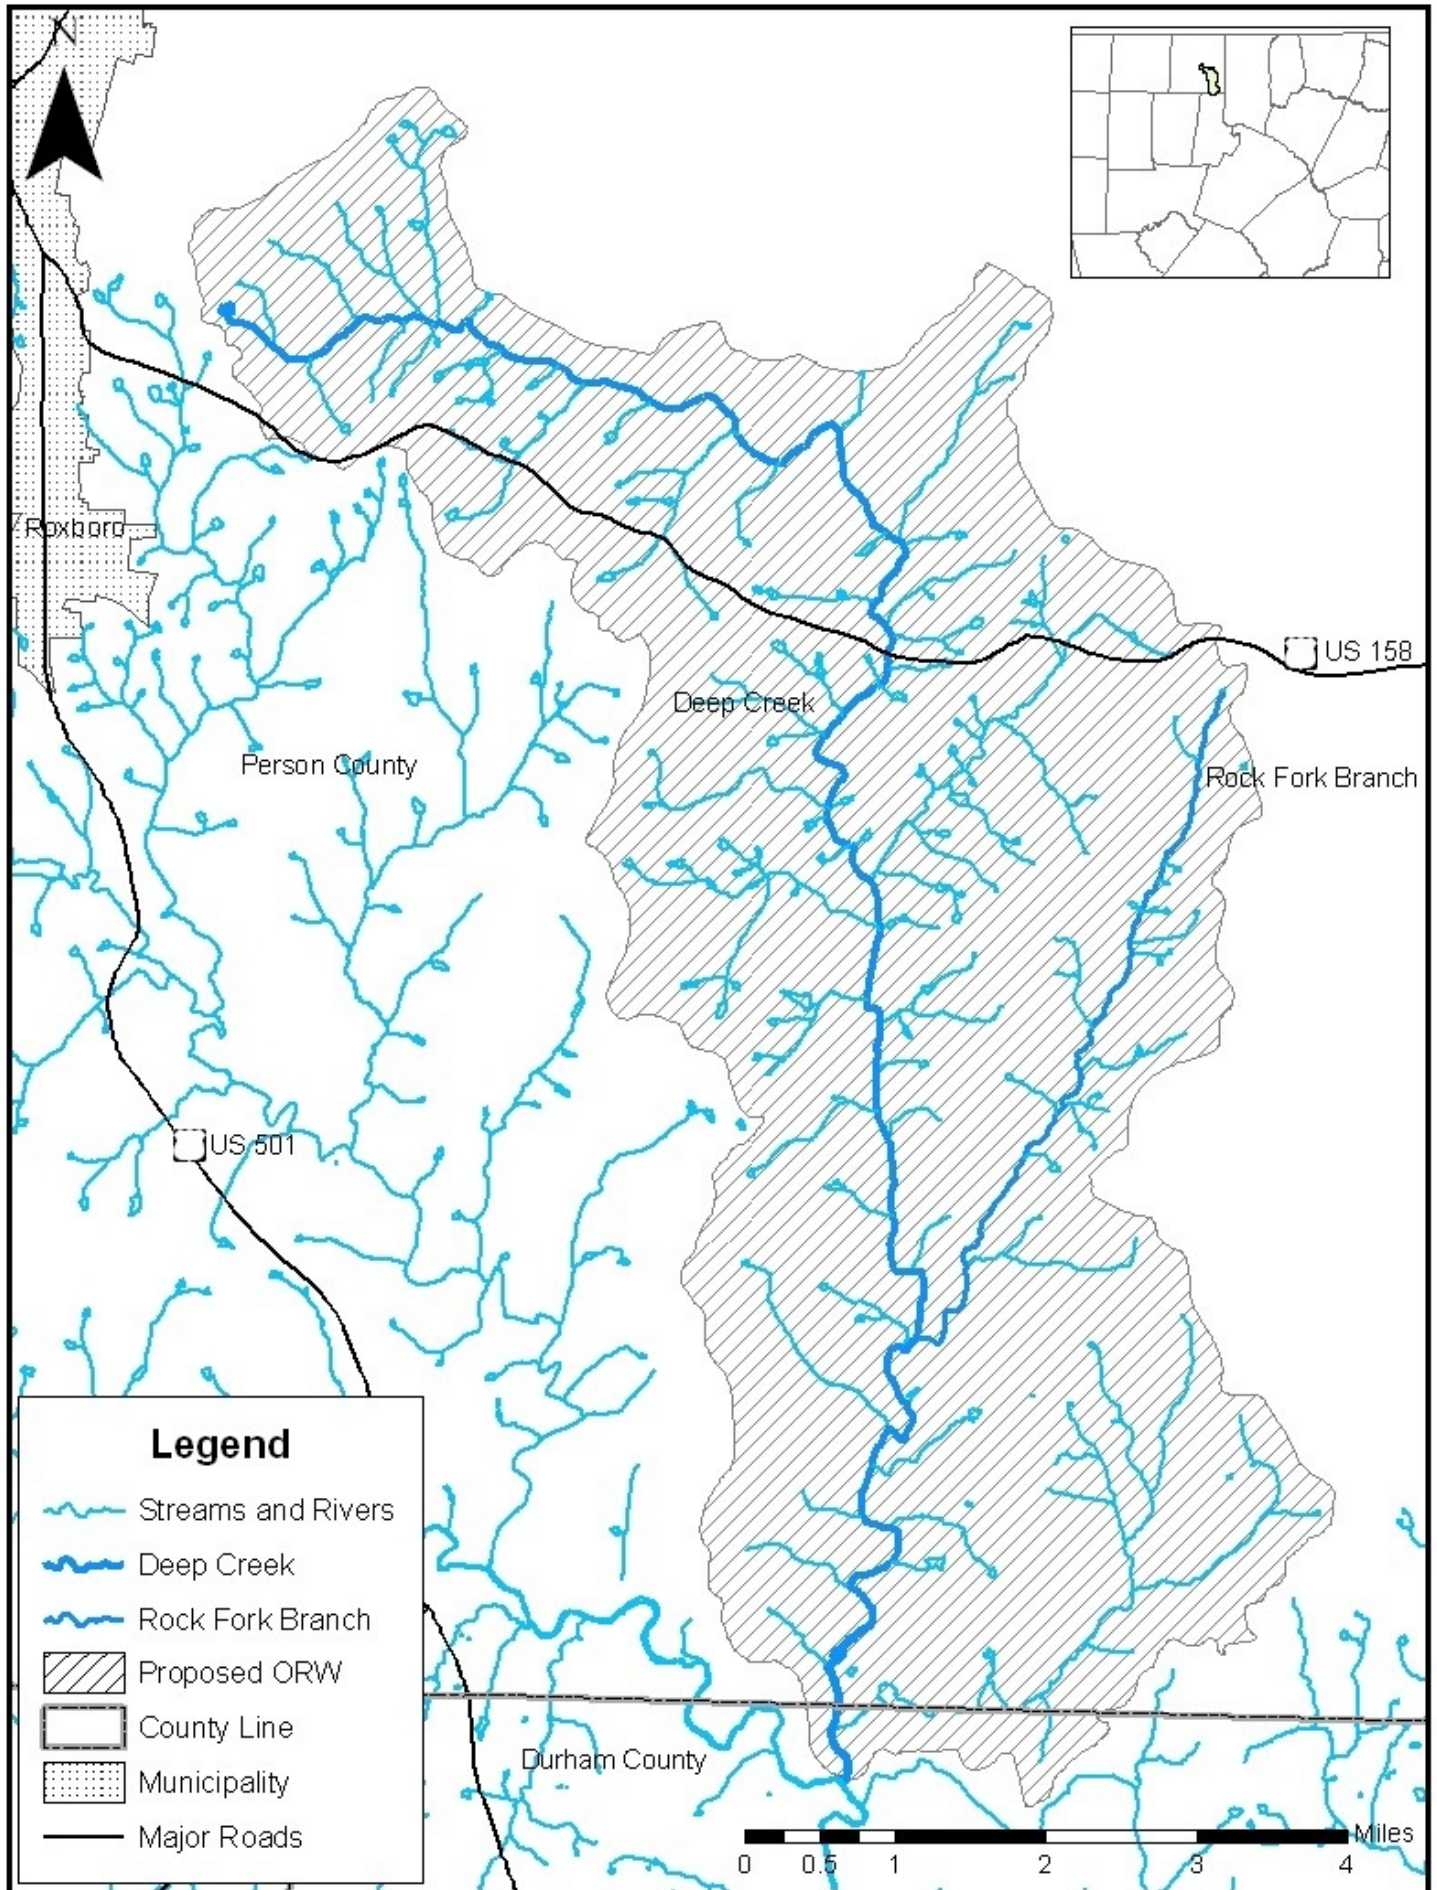 N
Roxboro
US 158
Deep Creek
Person County
Rock Fork Branch
US 501
Legend
Streams and Rivers
Deep Creek
Rock Fork Branch
Proposed ORW
County Line
Municipality
Major Roads
Durham County
Miles
0 0.5 1 2 3 4